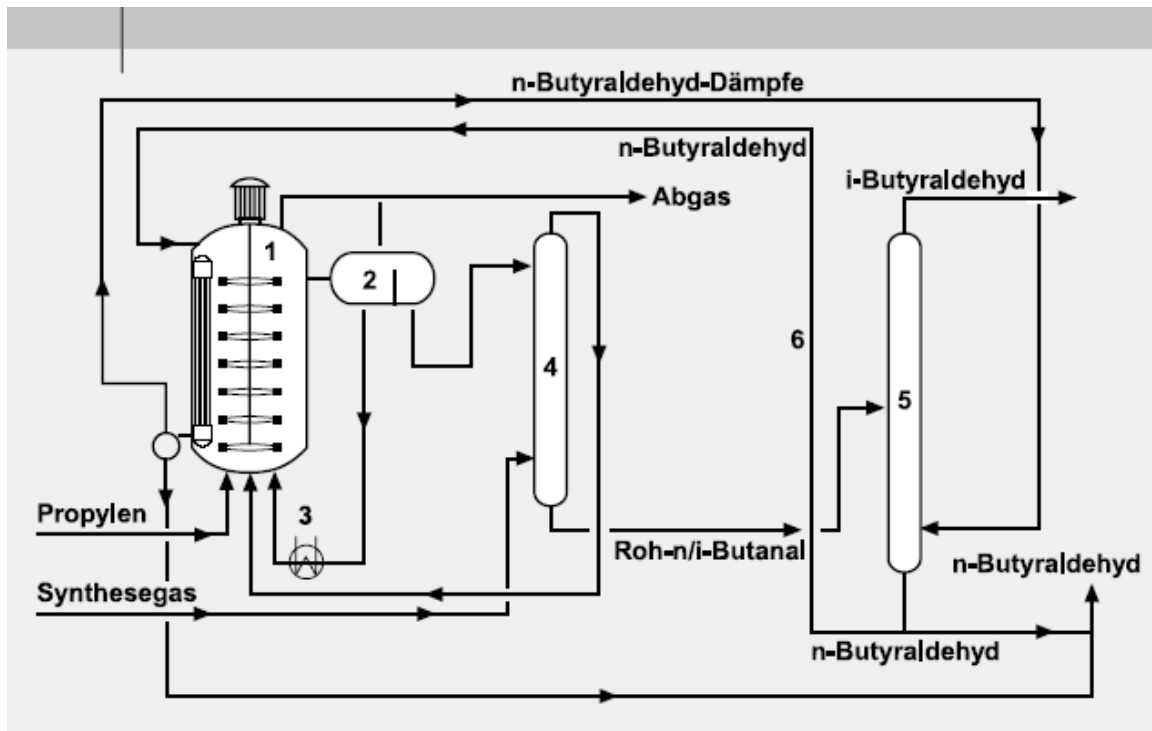 n-Butyraldehyd-Dämpfe
n-Butyraldehyd
i-Butyraldehyd
Abgas
1
2
6
4
5
Propylen
3
Roh-n/i-Butanal
n-Butyraldehyd
Synthesegas
n-Butyraldehyd